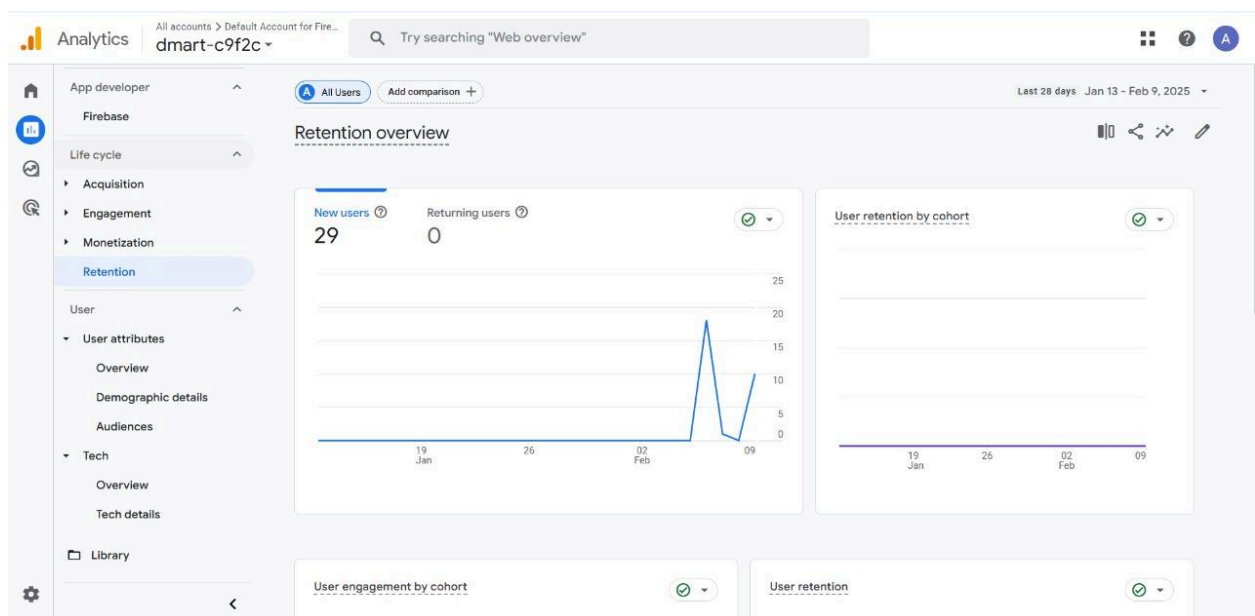 Analytics
All accounts > Default Account for Fire...
dmart-c9f2c
Try searching "Web overview"
A
App developer
Firebase
Life cycle
Acquisition
Engagement
Monetization
Retention
User
User attributes
Overview
Demographic details
Audiences
Tech
Overview
Tech details
Library
A All Users
Add comparison +
Last 28 days Jan 13 - Feb 9, 2025
Retention overview
New users
29
Returning users
0
25
20
15
10
5
0
19
Jan
26
02
Feb
09
User retention by cohort
19
Jan
26
02
Feb
09
User engagement by cohort
User retention